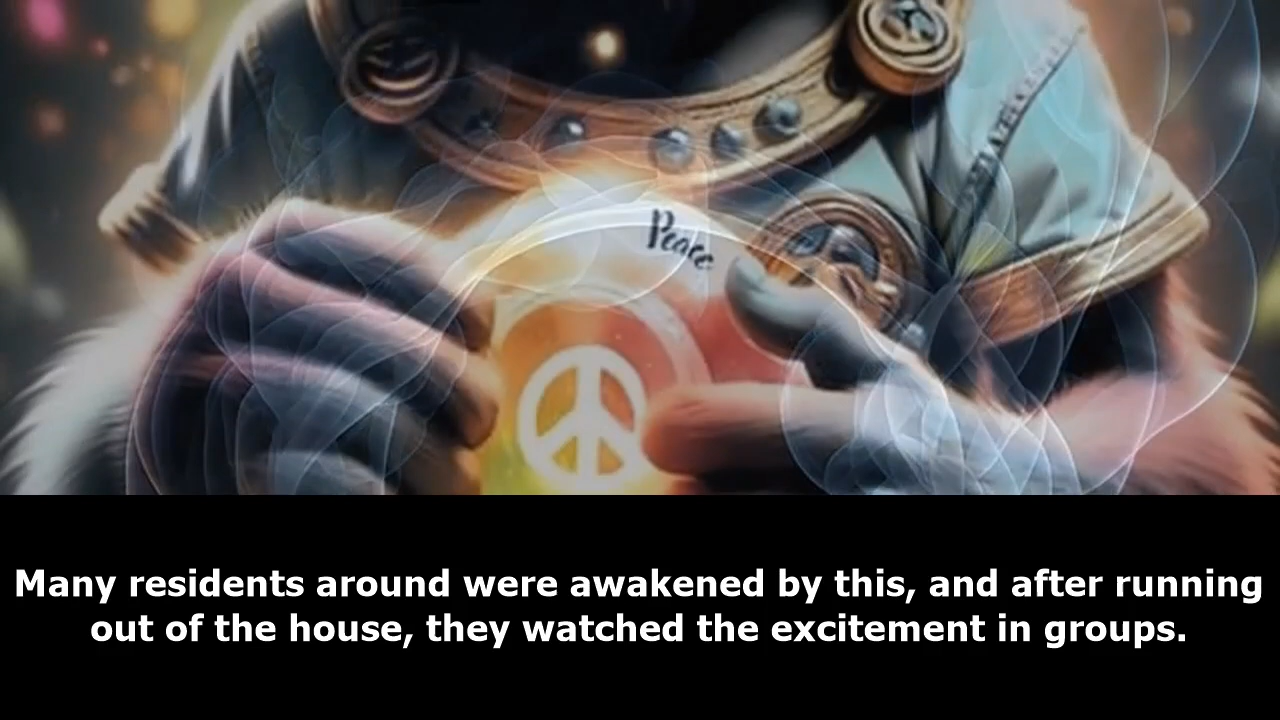 Peace
Many residents around were awakened by this, and after running
out of the house, they watched the excitement in groups.